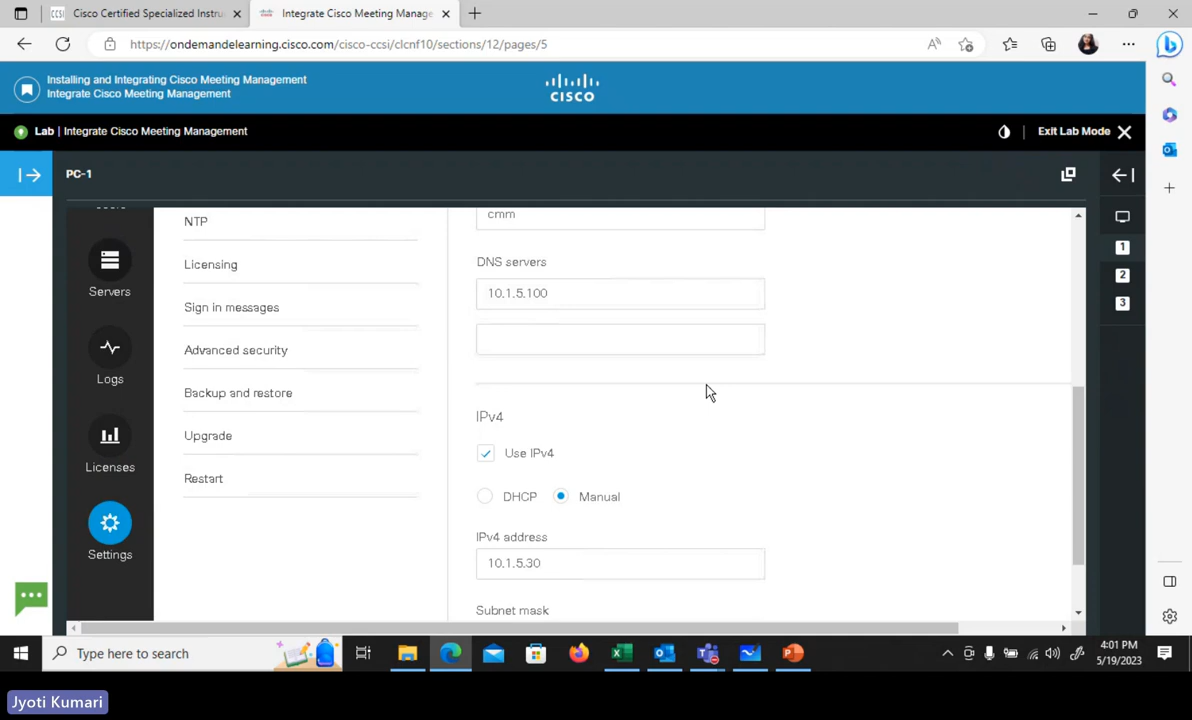 Cisco Certified Specialized Instru
Integrate Cisco Meeting Manage
https://ondemandelearning.cisco.com/cisco-ccsi/clcnf10/sections/12/pages/5
Installing and Integrating Cisco Meeting Management
Integrate Cisco Meeting Management
CISCO
Lab | Integrate Cisco Meeting Management
Exit Lab Mode
PC-1
NTP
Licensing
Sign in messages
Advanced security
Backup and restore
Upgrade
Restart
Servers
Logs
Licenses
Settings
cmm
DNS servers
10.1.5.100
IPv4
Use IPv4
DHCP
Manual
IPv4 address
10.1.5.30
Subnet mask
1
2
3
Type here to search
4:01 PM
5/19/2023
Jyoti Kumari